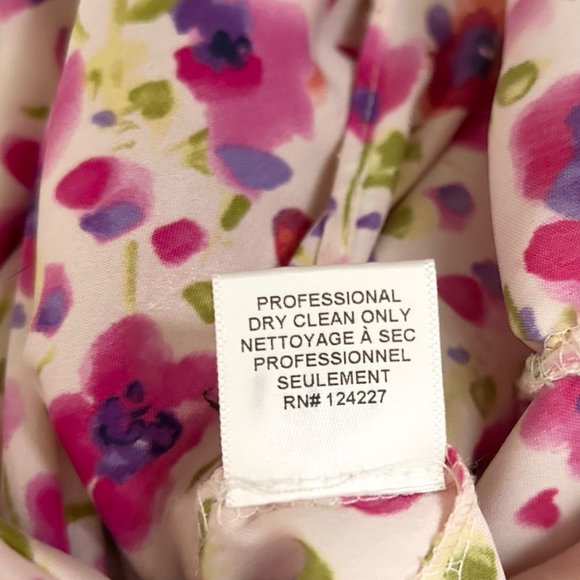 PROFESSIONAL
DRY CLEAN ONLY
NETTOYAGE À SEC
PROFESSIONNEL
SEULEMENT
RN# 124227